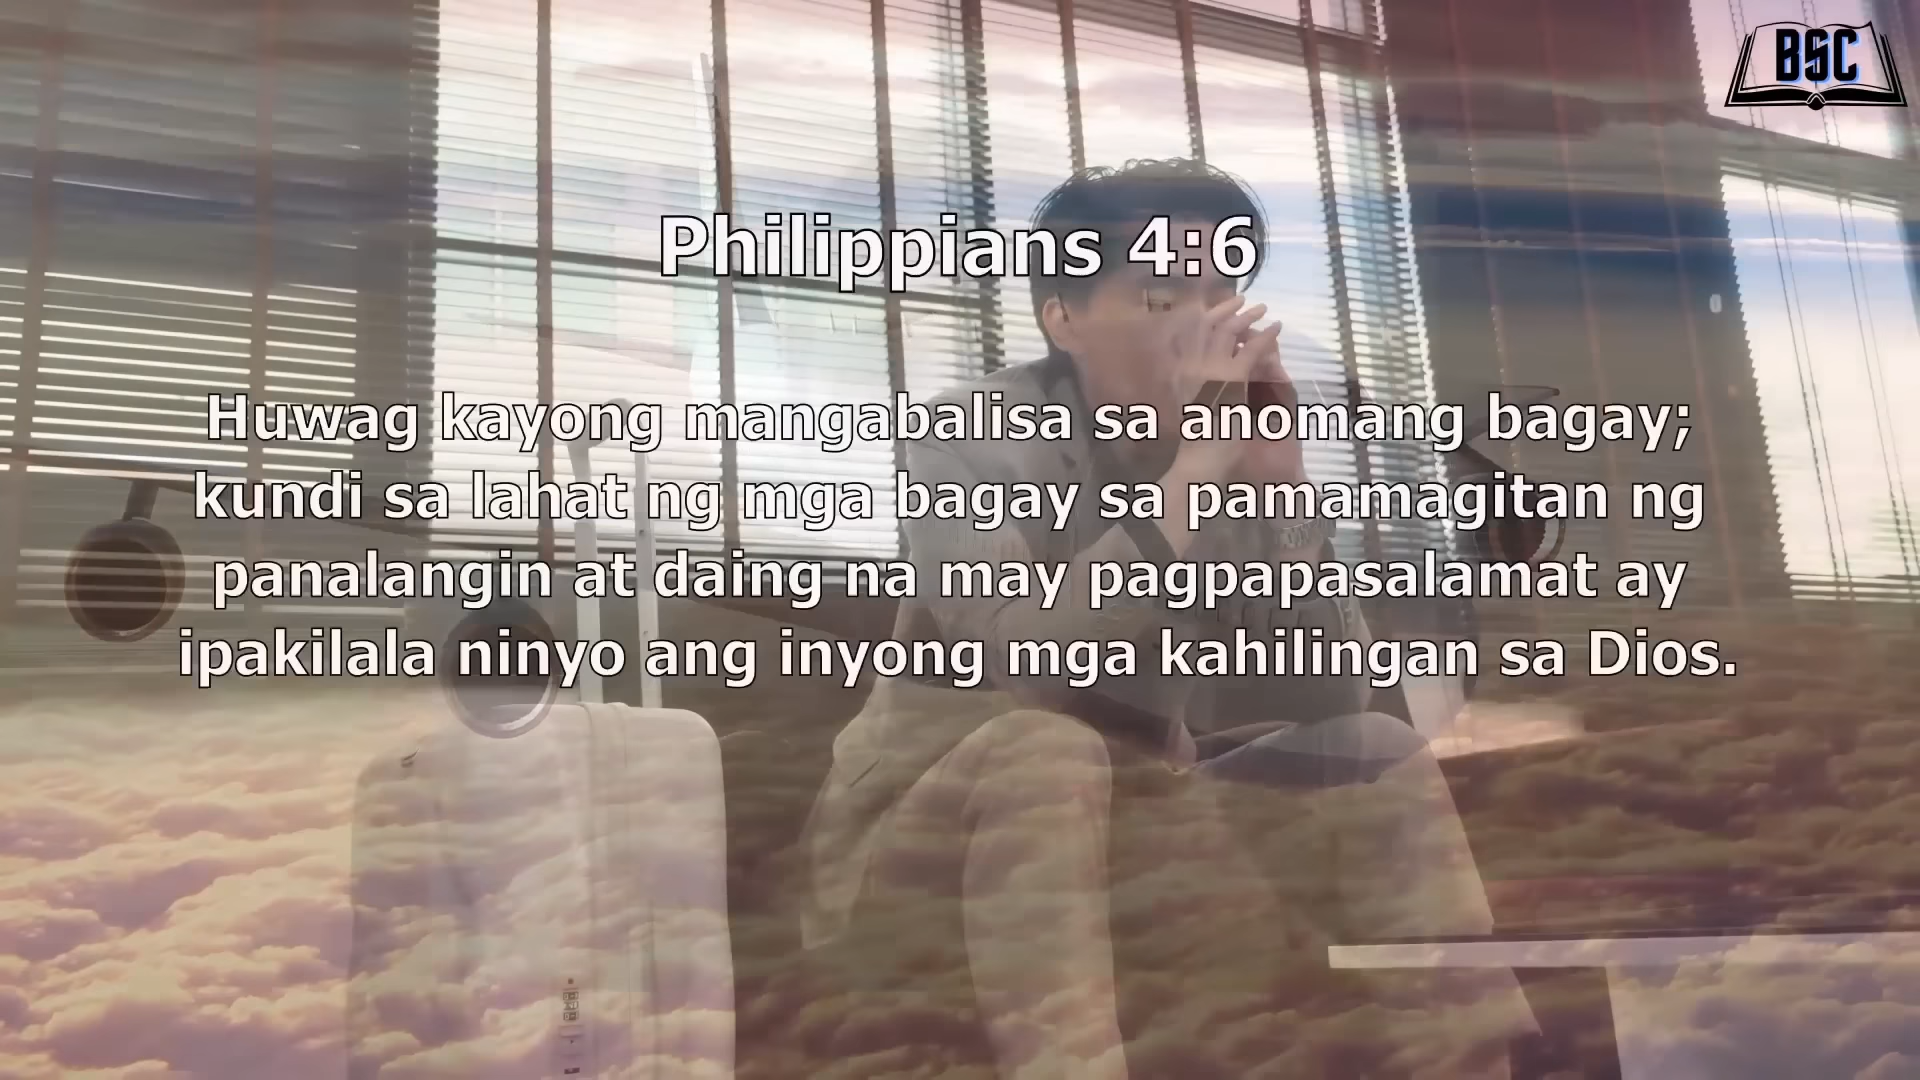 BSC
Philippians 4:6
Huwag kayong mangabalisa sa anomang bagay;
kundi sa lahat ng mga bagay sa pamamagitan ng
panalangin at daing na may pagpapasalamat ay
ipakilala ninyo ang inyong mga kahilingan sa Dios.